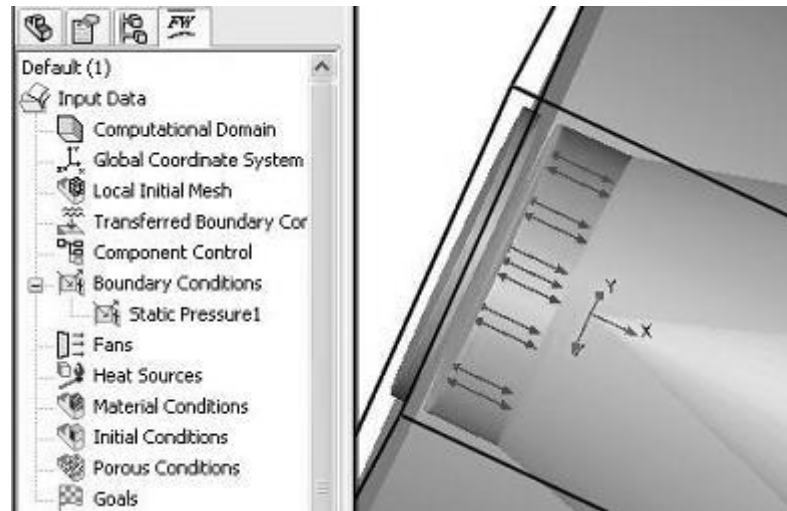 FW
Default (1)
Input Data
Computational Domain
Global Coordinate System
Local Initial Mesh
Transferred Boundary Cor
Component Control
Boundary Conditions
Static Pressure1
Fans
Heat Sources
Material Conditions
Initial Conditions
Porous Conditions
Goals
Y
X